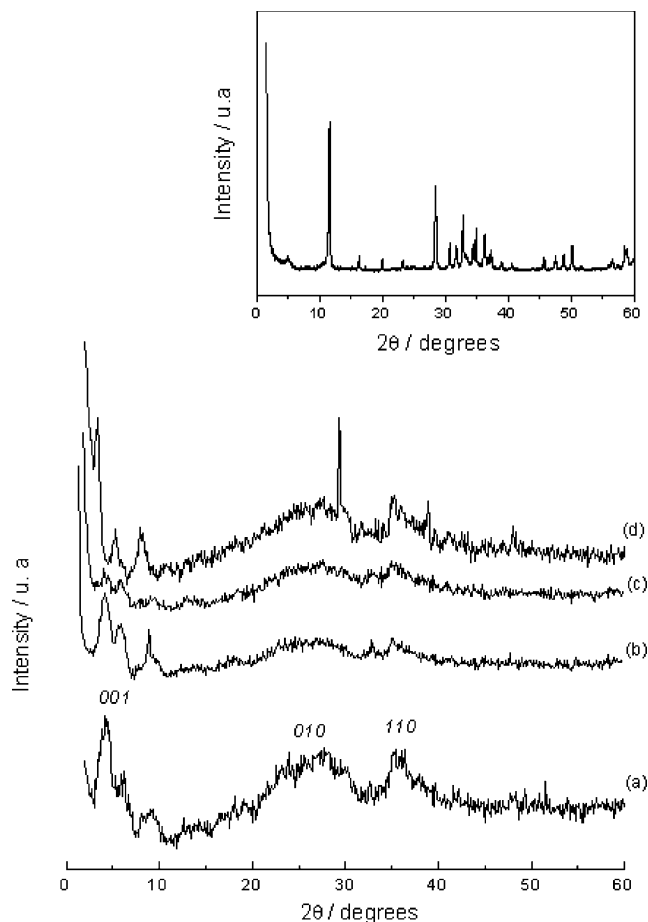 Intensity / u.a
0 10 20 30 40 50 60
2θ / degrees
(d)
(c)
(b)
(a)
001
010
110
Intensity / u. a
0 10 20 30 40 50 60
2θ / degrees